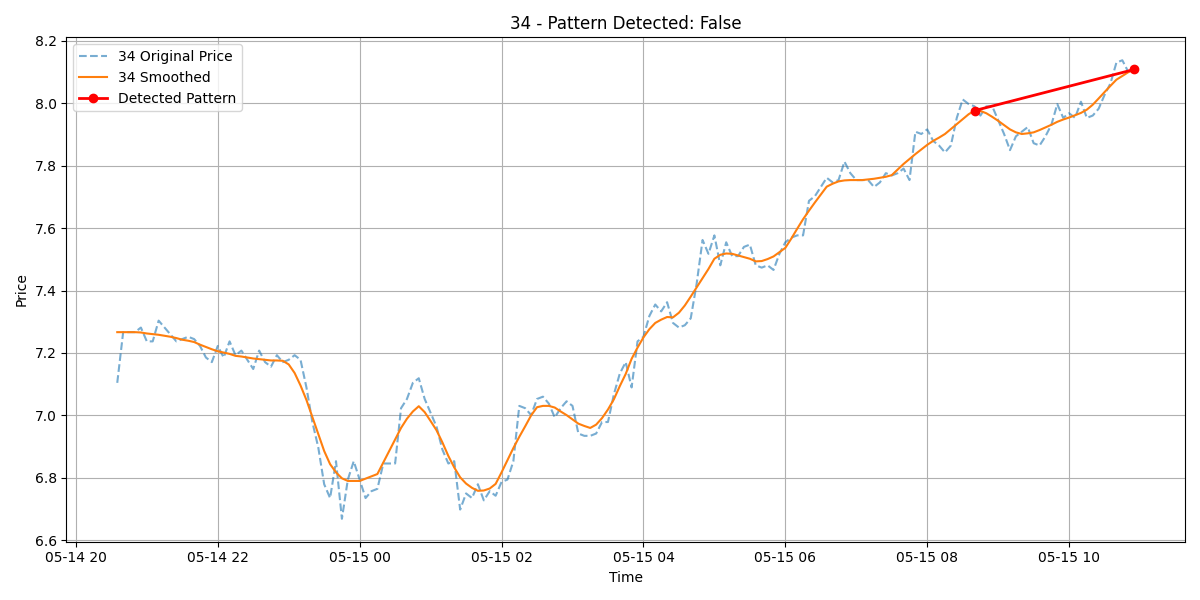 34 - Pattern Detected: False
34 Original Price
34 Smoothed
Detected Pattern
Price
8.2
8.0
7.8
7.6
7.4
7.2
7.0
6.8
6.6
05-14 20 05-14 22 05-15 00 05-15 02 05-15 04 05-15 06 05-15 08 05-15 10
Time